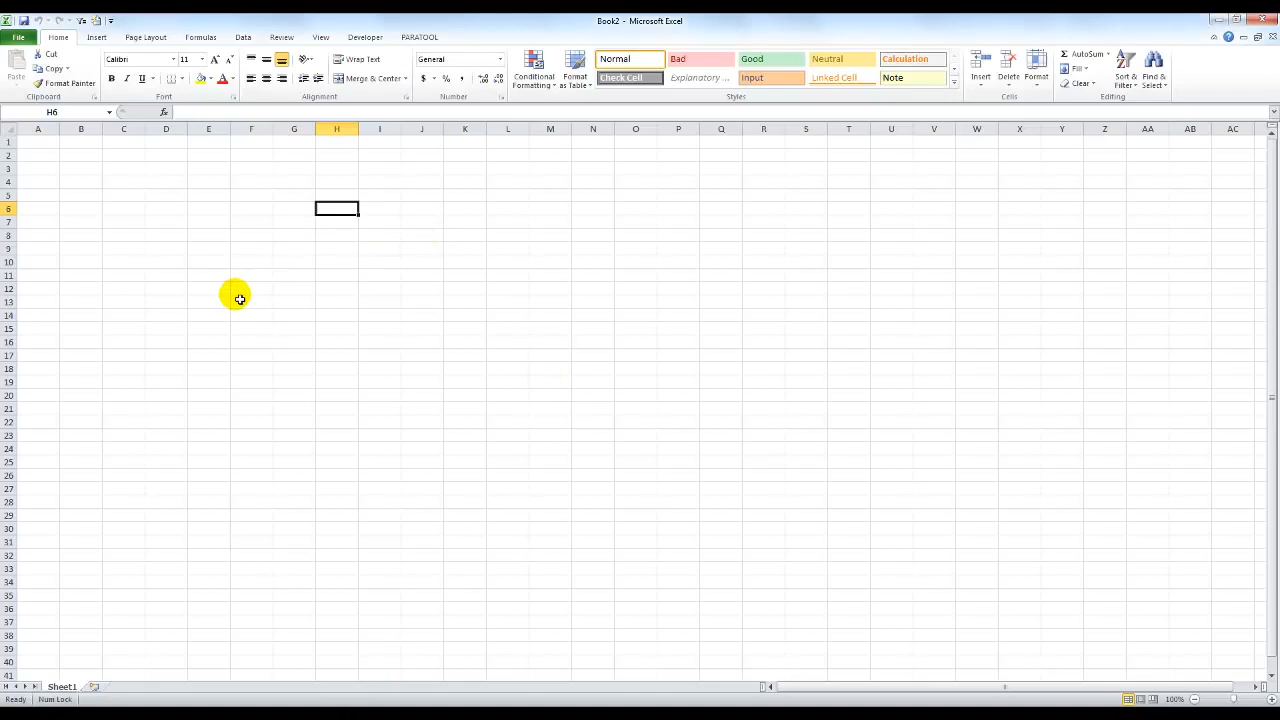 Book2 - Microsoft Excel
File Home Insert Page Layout Formulas Data Review View Developer PARATOOL
Paste
Cut
Copy
Format Painter
Clipboard
Calibri 11
B I U
Font
Wrap Text
Merge & Center
Alignment
General
$ % ,
Number
Conditional Formatting
Format as Table
Normal Bad Good Neutral Calculation
Check Cell Explanatory ... Input Linked Cell Note
Styles
Insert Delete Format
Cells
Σ AutoSum
Fill
Clear
Sort & Filter
Find & Select
Editing
H6 fx
A B C D E F G H I J K L M N O P Q R S T U V W X Y Z AA AB AC
1
2
3
4
5
6
7
8
9
10
11
12
13
14
15
16
17
18
19
20
21
22
23
24
25
26
27
28
29
30
31
32
33
34
35
36
37
38
39
40
41
Sheet1
Ready Num Lock 100%